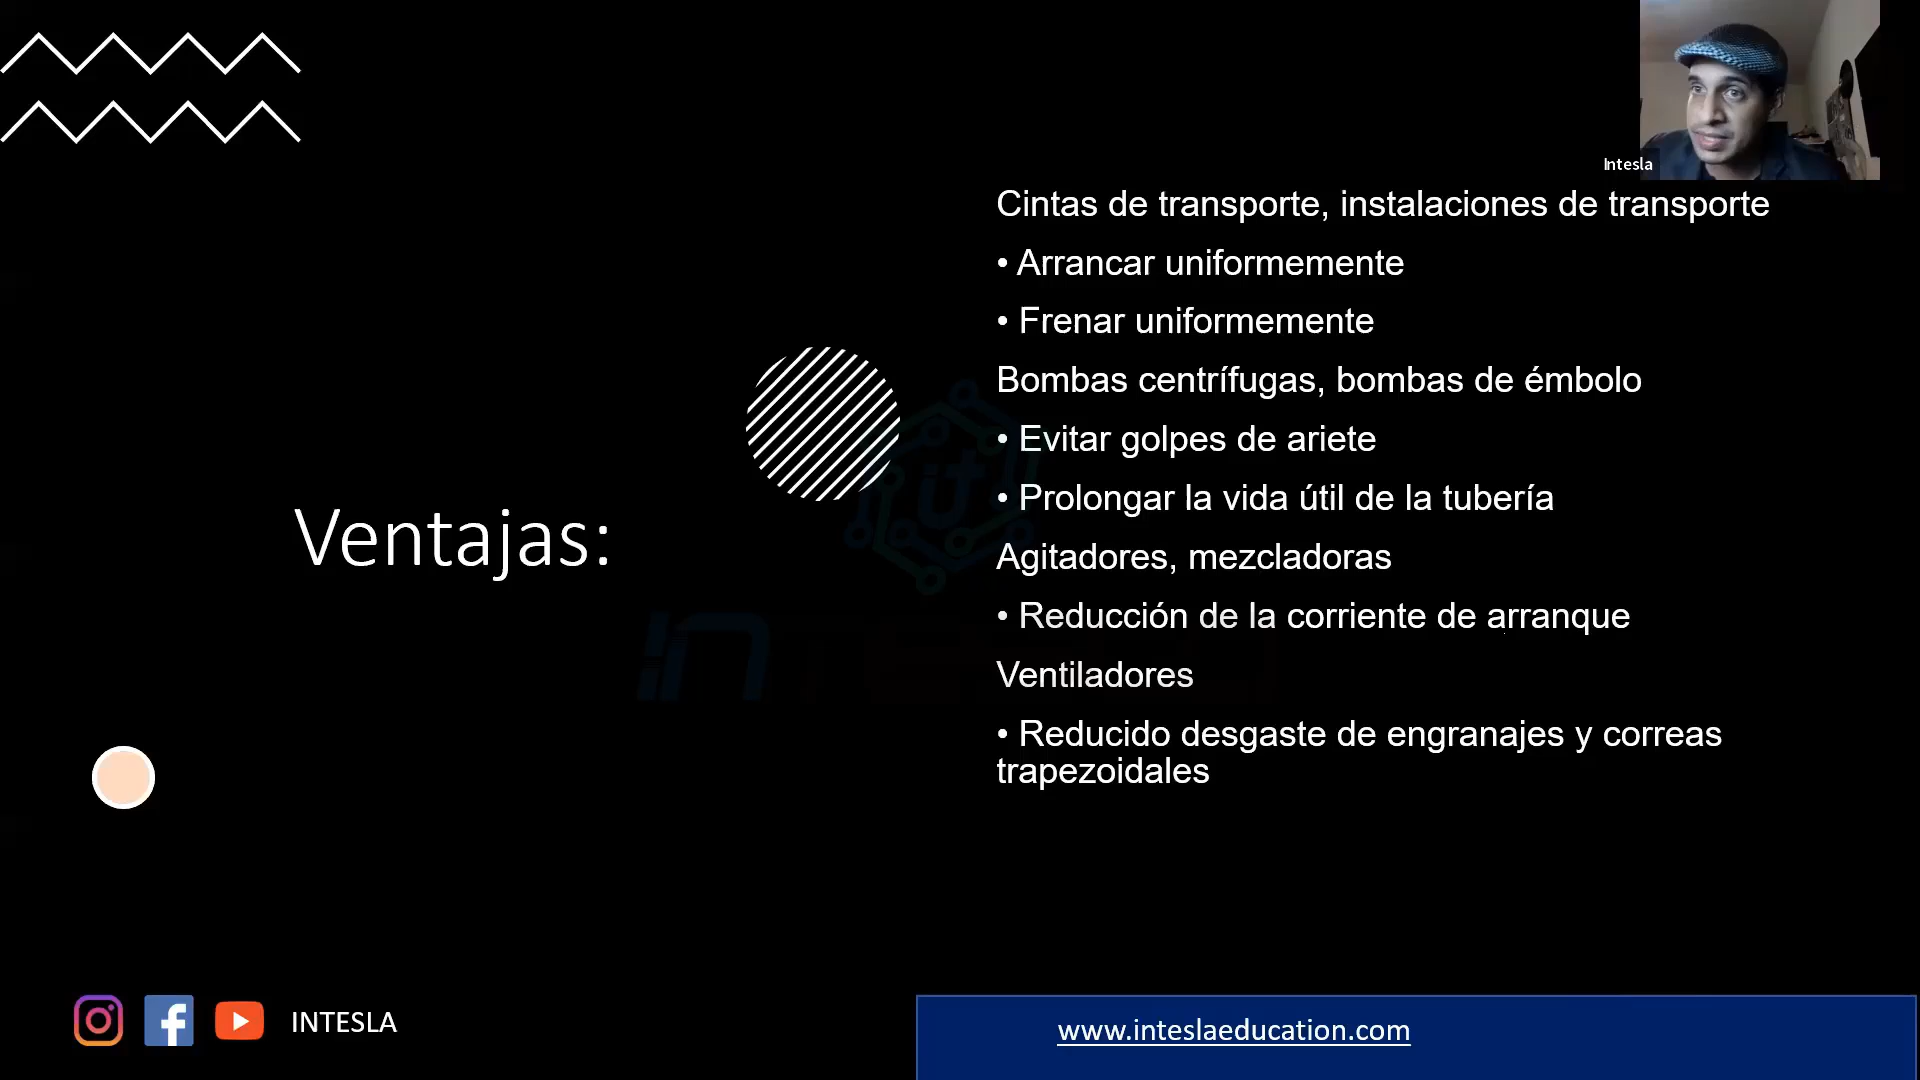 Intesla
Cintas de transporte, instalaciones de transporte
• Arrancar uniformemente
• Frenar uniformemente
Bombas centrífugas, bombas de émbolo
• Evitar golpes de ariete
• Prolongar la vida útil de la tubería
Ventajas:
Agitadores, mezcladoras
• Reducción de la corriente de arranque
Ventiladores
• Reducido desgaste de engranajes y correas
trapezoidales
INTESLA
www.inteslaeducation.com